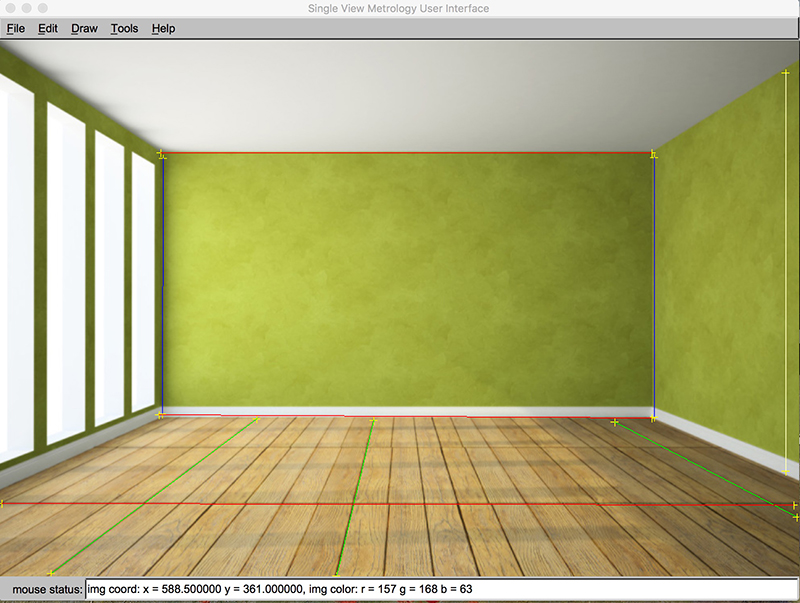 Single View Metrology User Interface
File Edit Draw Tools Help
mouse status: img coord: x = 588.500000 y = 361.000000, img color: r = 157 g = 168 b = 63